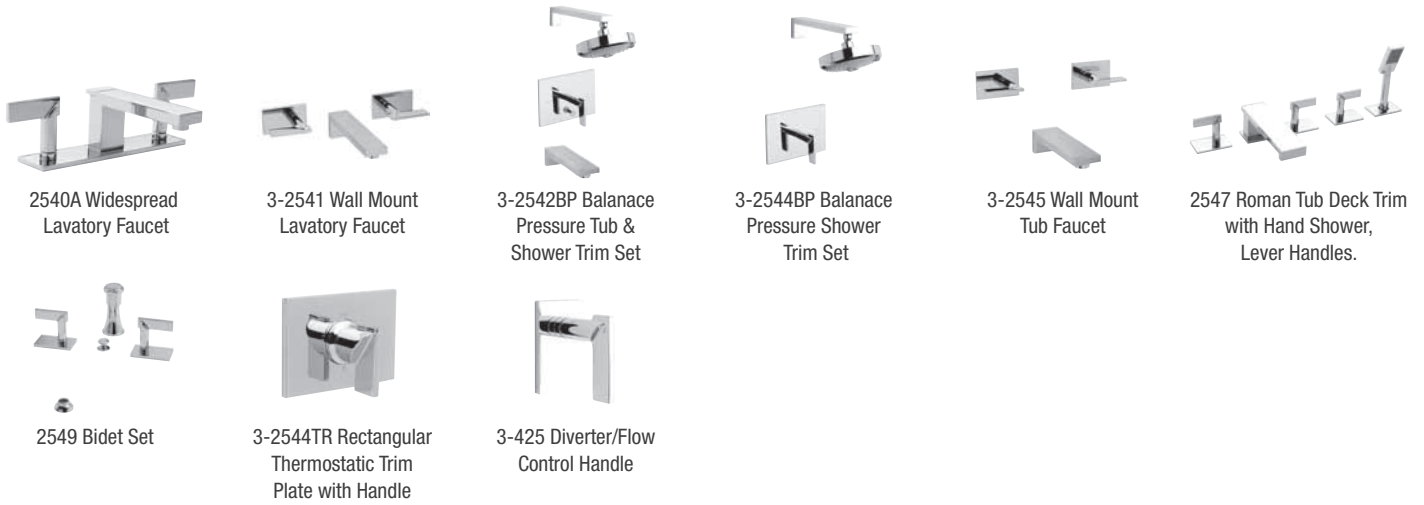 2540A Widespread
Lavatory Faucet
3-2541 Wall Mount
Lavatory Faucet
3-2542BP Balanace
Pressure Tub &
Shower Trim Set
3-2544BP Balanace
Pressure Shower
Trim Set
3-2545 Wall Mount
Tub Faucet
2547 Roman Tub Deck Trim
with Hand Shower,
Lever Handles.
2549 Bidet Set
3-2544TR Rectangular
Thermostatic Trim
Plate with Handle
3-425 Diverter/Flow
Control Handle